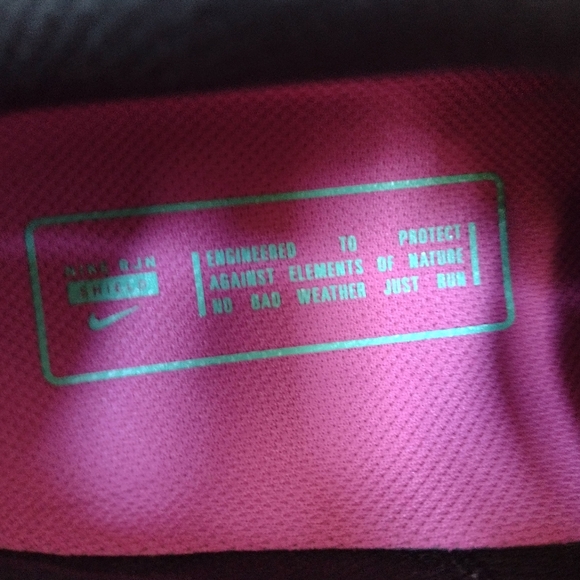 NIKE RUN
SHIELD
ENGINEERED TO PROTECT
AGAINST ELEMENTS OF NATURE
NO BAD WEATHER JUST RUN